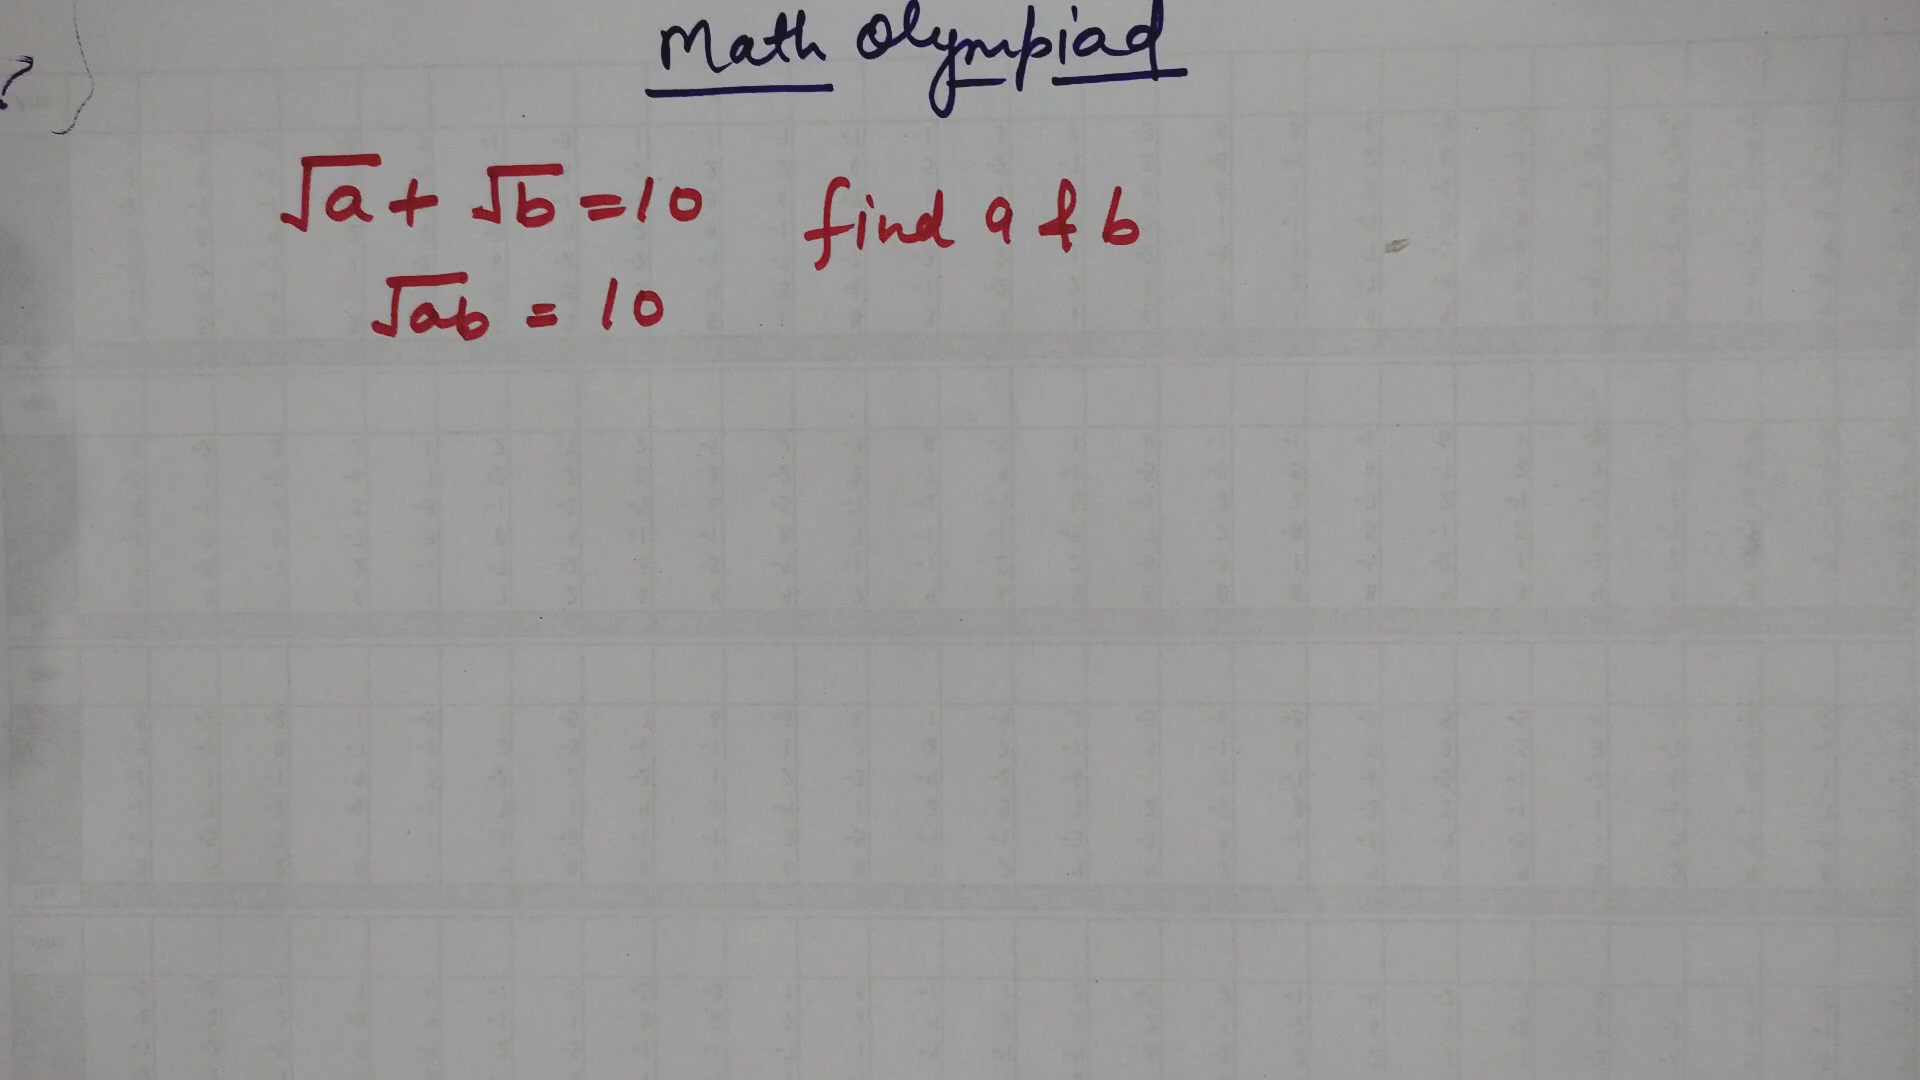 Math Olympiad
√a + √b = 10 find a & b
√ab = 10